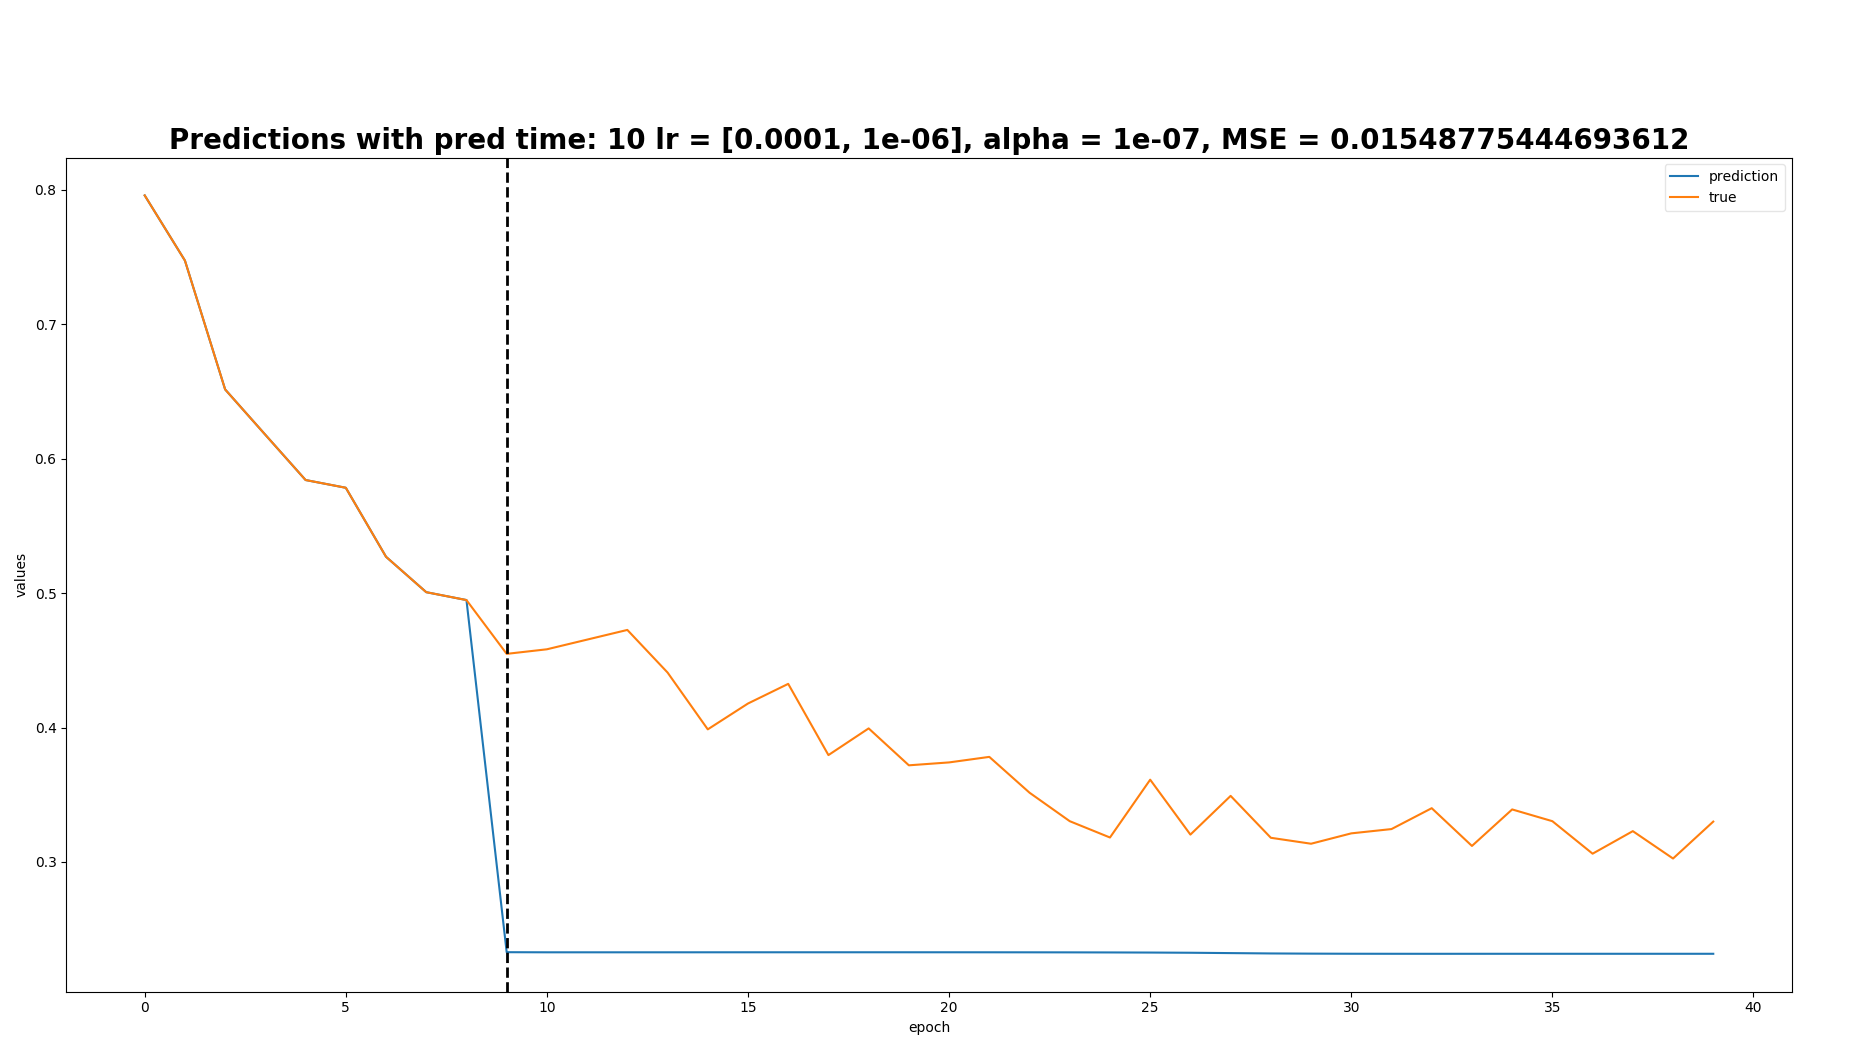 Predictions with pred time: 10 lr = [0.0001, 1e-06], alpha = 1e-07, MSE = 0.01548775444693612
prediction
true
0.8
0.7
0.6
0.5
0.4
0.3
values
0 5 10 15 20 25 30 35 40
epoch